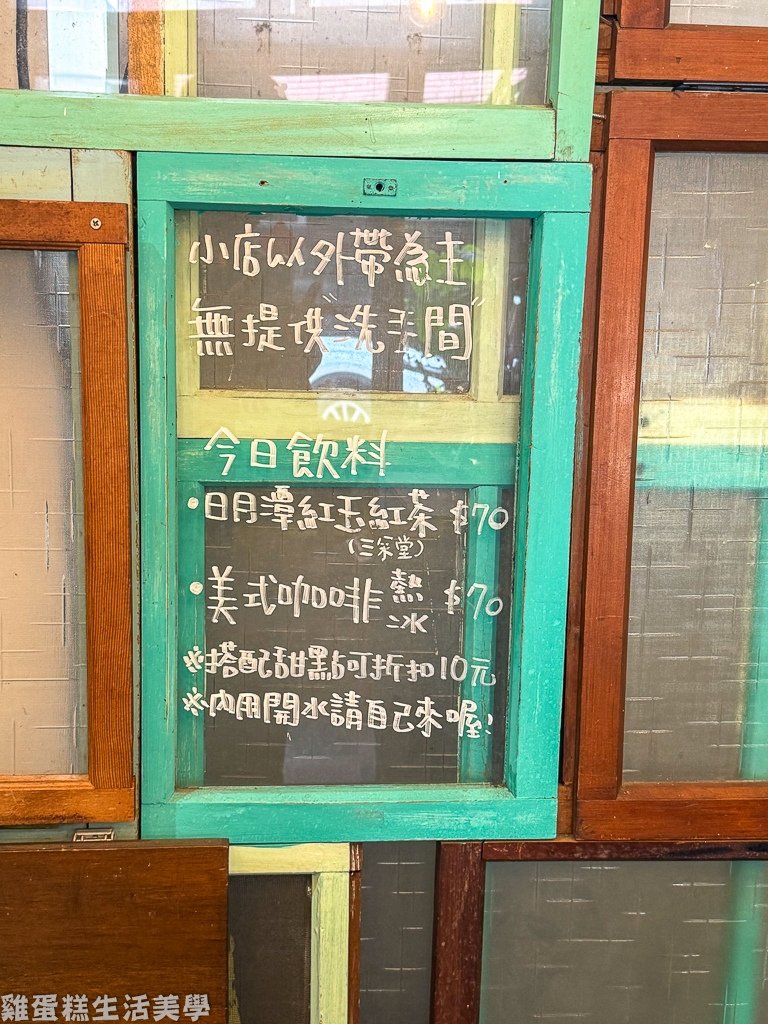 小店以外帶為主
無提供"洗手間"
今日飲料
•日月潭紅玉紅茶 $70
(三采堂)
•美式咖啡 熱 冰 $70
※搭配甜點可折扣10元
※內用開水請自己來喔!
雞蛋糕生活美學